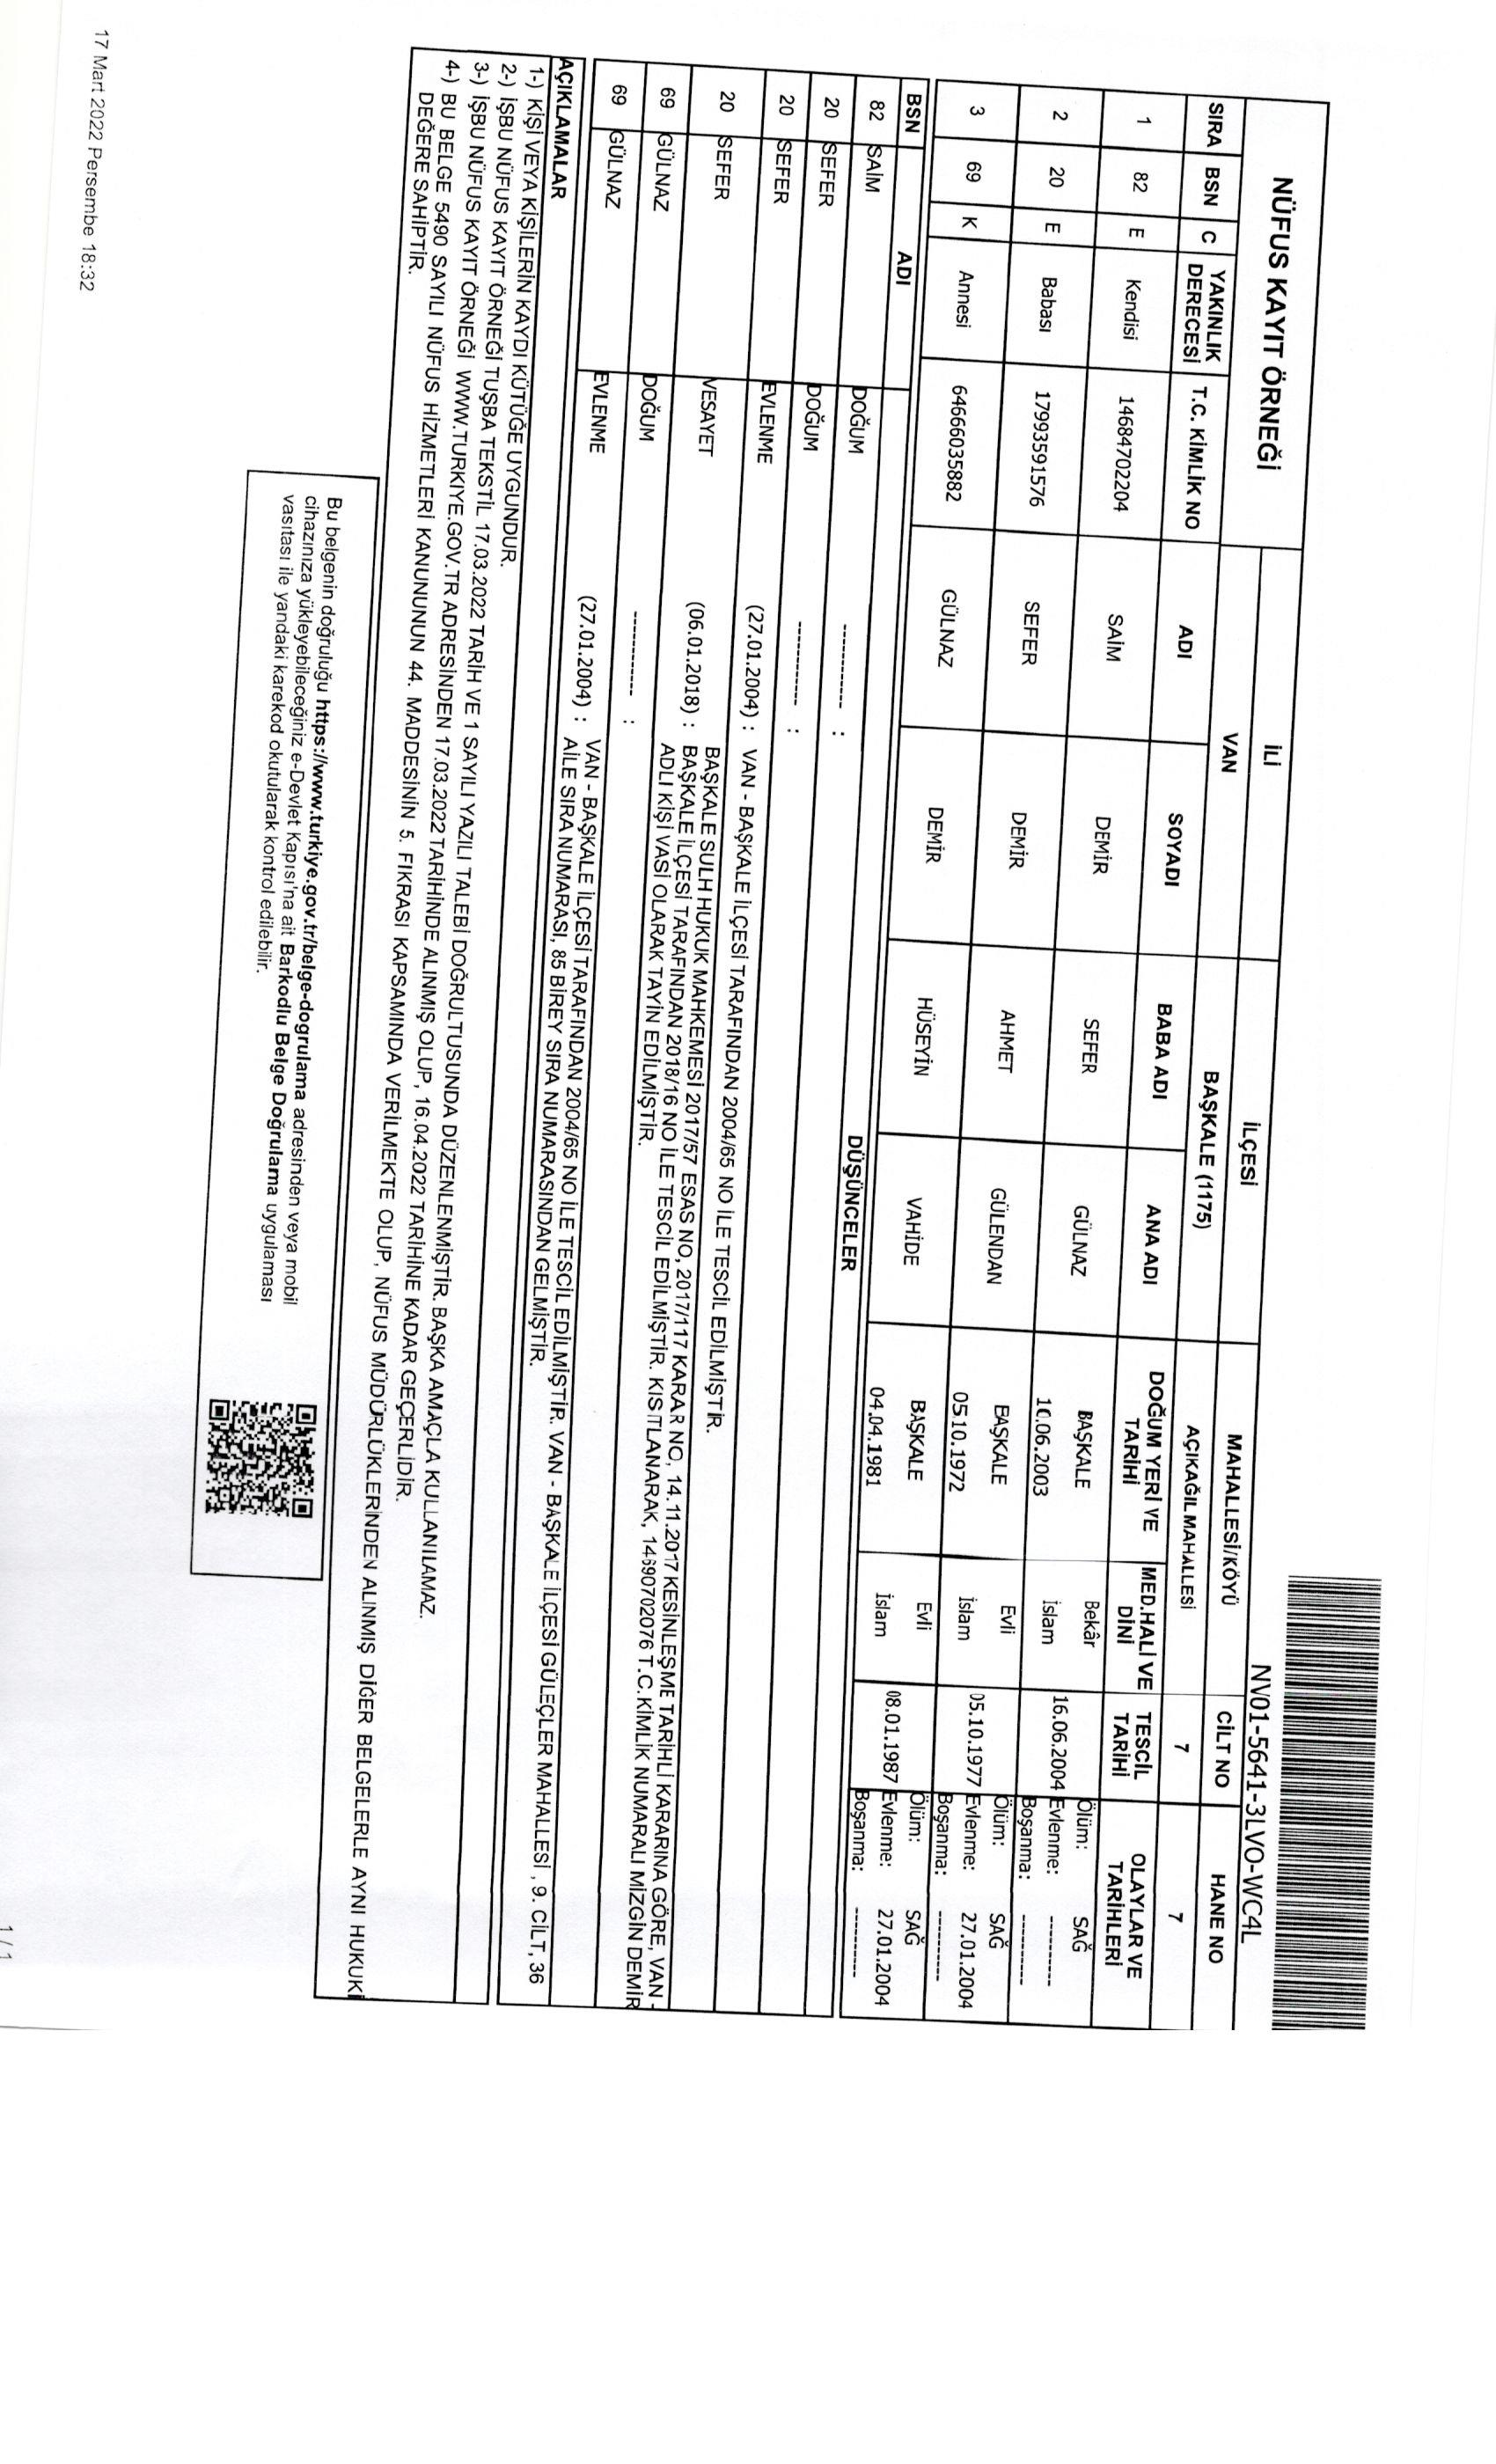 NV01-5641-3LVO-WC4L
NÜFUS KAYIT ÖRNEĞİ
İLİ İLÇESİ MAHALLESİ/KÖYÜ CİLT NO HANE NO
VAN BAŞKALE (1175) AÇIKAĞIL MAHALLESİ 7 7
SIRA BSN C YAKINLIK DERECESİ T.C. KİMLİK NO ADI SOYADI BABA ADI ANA ADI DOĞUM YERİ VE TARİHİ MED.HALİ VE DİNİ TESCİL TARİHİ OLAYLAR VE TARİHLERİ
1 82 E Kendisi 14684702204 SAİM DEMİR SEFER GÜLNAZ BAŞKALE 10.06.2003 Bekâr İslam 16.06.2004 Ölüm: SAĞ
Evlenme: ----------
Boşanma: ----------
2 20 E Babası 17993591576 SEFER DEMİR AHMET GÜLENDAN BAŞKALE 05.10.1972 Evli İslam 05.10.1977 Ölüm: SAĞ
Evlenme: 27.01.2004
Boşanma: ----------
3 69 K Annesi 64666035882 GÜLNAZ DEMİR HÜSEYİN VAHİDE BAŞKALE 04.04.1981 Evli İslam 08.01.1987 Ölüm: SAĞ
Evlenme: 27.01.2004
Boşanma: ----------
BSN ADI DÜŞÜNCELER
82 SAİM DOĞUM ------------ :
20 SEFER DOĞUM ------------ :
20 SEFER EVLENME (27.01.2004) : VAN - BAŞKALE İLÇESİ TARAFINDAN 2004/65 NO İLE TESCİL EDİLMİŞTİR.
20 SEFER VESAYET (06.01.2018) : BAŞKALE SULH HUKUK MAHKEMESİ 2017/57 ESAS NO, 2017/117 KARAR NO, 14.11.2017 KESİNLEŞME TARİHLİ KARARINA GÖRE, VAN -
BAŞKALE İLÇESİ TARAFINDAN 2018/16 NO İLE TESCİL EDİLMİŞTİR. KISITLANARAK, 14690702076 T.C.KİMLİK NUMARALI MİZGİN DEMİR
ADLI KİŞİ VASİ OLARAK TAYİN EDİLMİŞTİR.
69 GÜLNAZ DOĞUM ------------ :
69 GÜLNAZ EVLENME (27.01.2004) : VAN - BAŞKALE İLÇESİ TARAFINDAN 2004/65 NO İLE TESCİL EDİLMİŞTİR. VAN - BAŞKALE İLÇESİ GÜLEÇLER MAHALLESİ , 9. CİLT, 36
AİLE SIRA NUMARASI, 85 BİREY SIRA NUMARASINDAN GELMİŞTİR.
AÇIKLAMALAR
1-) KİŞİ VEYA KİŞİLERİN KAYDI KÜTÜĞE UYGUNDUR.
2-) İŞBU NÜFUS KAYIT ÖRNEĞİ TUŞBA TEKSTİL 17.03.2022 TARİH VE 1 SAYILI YAZILI TALEBİ DOĞRULTUSUNDA DÜZENLENMİŞTİR. BAŞKA AMAÇLA KULLANILAMAZ.
3-) İŞBU NÜFUS KAYIT ÖRNEĞİ WWW.TURKIYE.GOV.TR ADRESİNDEN 17.03.2022 TARİHİNDE ALINMIŞ OLUP, 16.04.2022 TARİHİNE KADAR GEÇERLİDİR.
4-) BU BELGE 5490 SAYILI NÜFUS HİZMETLERİ KANUNUNUN 44. MADDESİNİN 5. FIKRASI KAPSAMINDA VERİLMEKTE OLUP, NÜFUS MÜDÜRLÜKLERİNDEN ALINMIŞ DİĞER BELGELERLE AYNI HUKUKİ
DEĞERE SAHİPTİR.
Bu belgenin doğruluğu https://www.turkiye.gov.tr/belge-dogrulama adresinden veya mobil
cihazınıza yükleyebileceğiniz e-Devlet Kapısı'na ait Barkodlu Belge Doğrulama uygulaması
vasıtası ile yandaki karekod okutularak kontrol edilebilir.
17 Mart 2022 Persembe 18:32
1 / 1